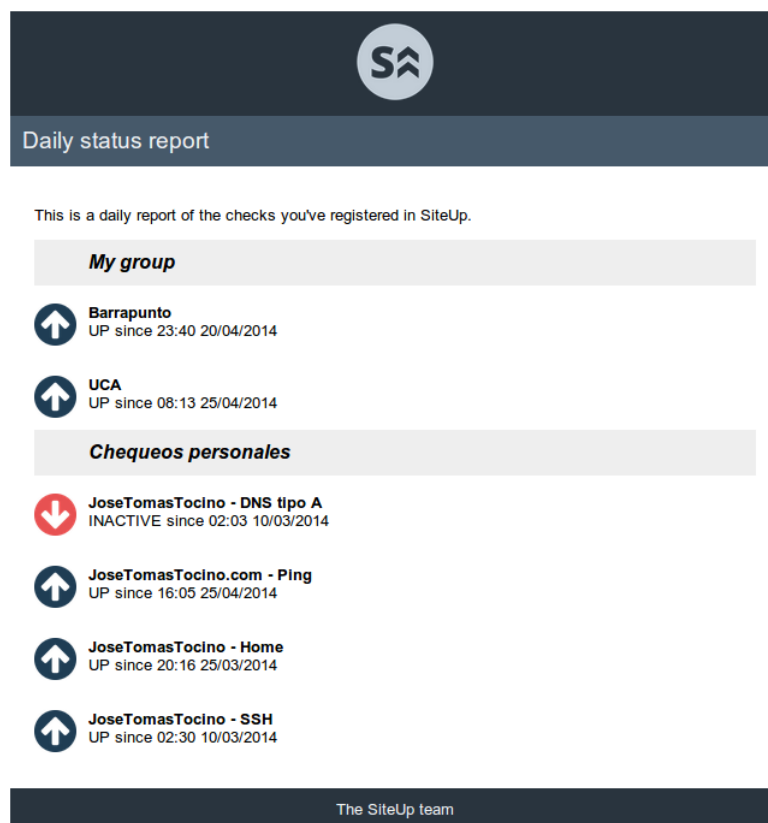 S
Daily status report
This is a daily report of the checks you've registered in SiteUp.
My group
Barrapunto
UP since 23:40 20/04/2014
UCA
UP since 08:13 25/04/2014
Chequeos personales
JoseTomasTocino - DNS tipo A
INACTIVE since 02:03 10/03/2014
JoseTomasTocino.com - Ping
UP since 16:05 25/04/2014
JoseTomasTocino - Home
UP since 20:16 25/03/2014
JoseTomasTocino - SSH
UP since 02:30 10/03/2014
The SiteUp team